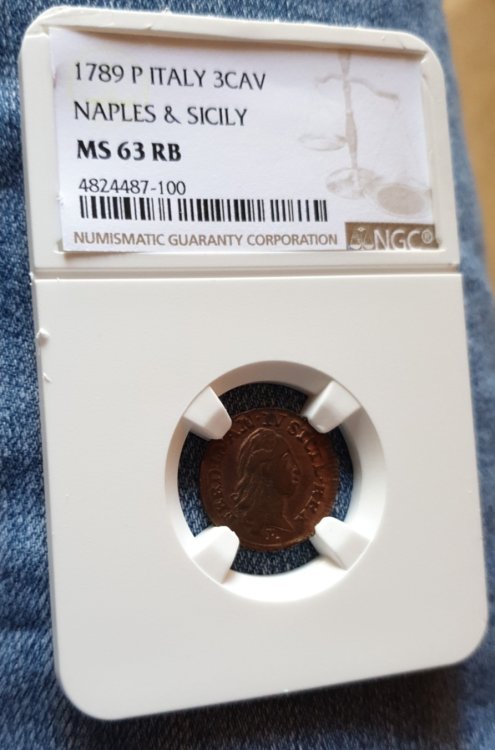 1789 P ITALY 3CAV
NAPLES & SICILY
MS 63 RB
4824487-100
NUMISMATIC GUARANTY CORPORATION NGC®